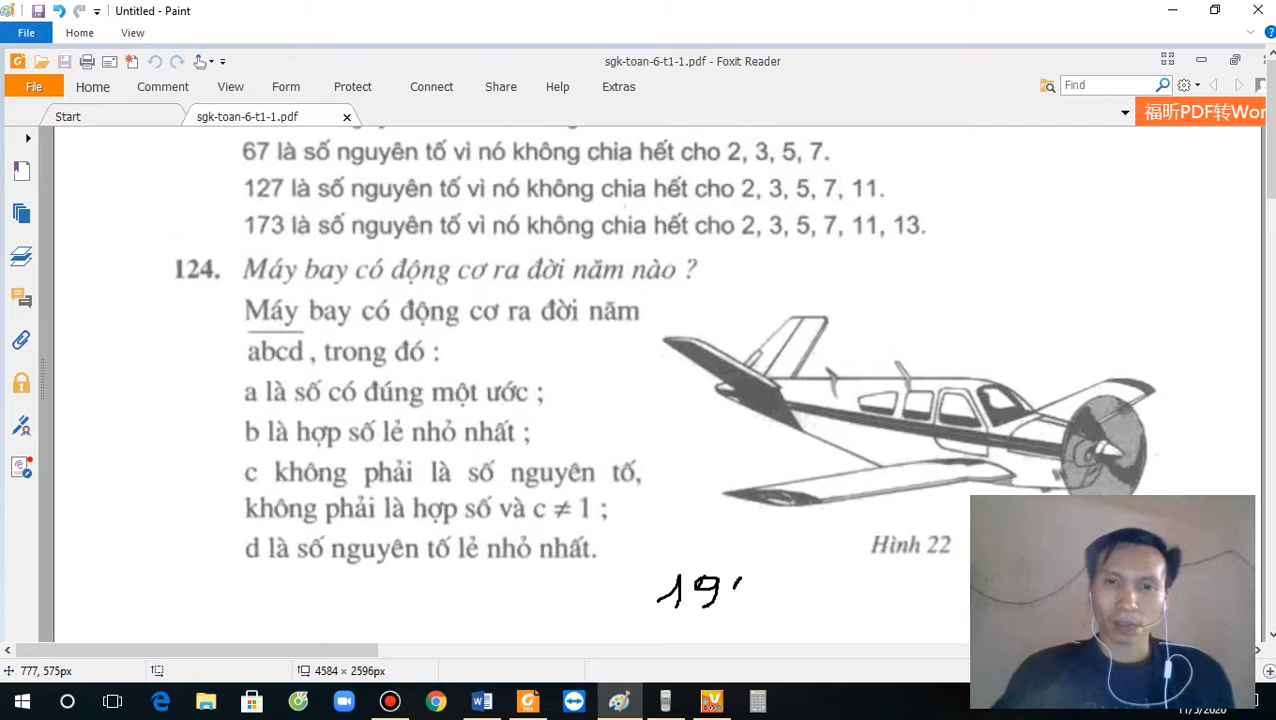 Untitled - Paint
File Home View
sgk-toan-6-t1-1.pdf - Foxit Reader
File Home Comment View Form Protect Connect Share Help Extras Find
Start sgk-toan-6-t1-1.pdf
福昕PDF转Wor
67 là số nguyên tố vì nó không chia hết cho 2, 3, 5, 7.
127 là số nguyên tố vì nó không chia hết cho 2, 3, 5, 7, 11.
173 là số nguyên tố vì nó không chia hết cho 2, 3, 5, 7, 11, 13.
124. Máy bay có động cơ ra đời năm nào ?
Máy bay có động cơ ra đời năm
abcd , trong đó :
a là số có đúng một ước ;
b là hợp số lẻ nhỏ nhất ;
c không phải là số nguyên tố,
không phải là hợp số và c ≠ 1 ;
d là số nguyên tố lẻ nhỏ nhất.
Hình 22
19
777, 575px 4584 × 2596px
11/5/2020